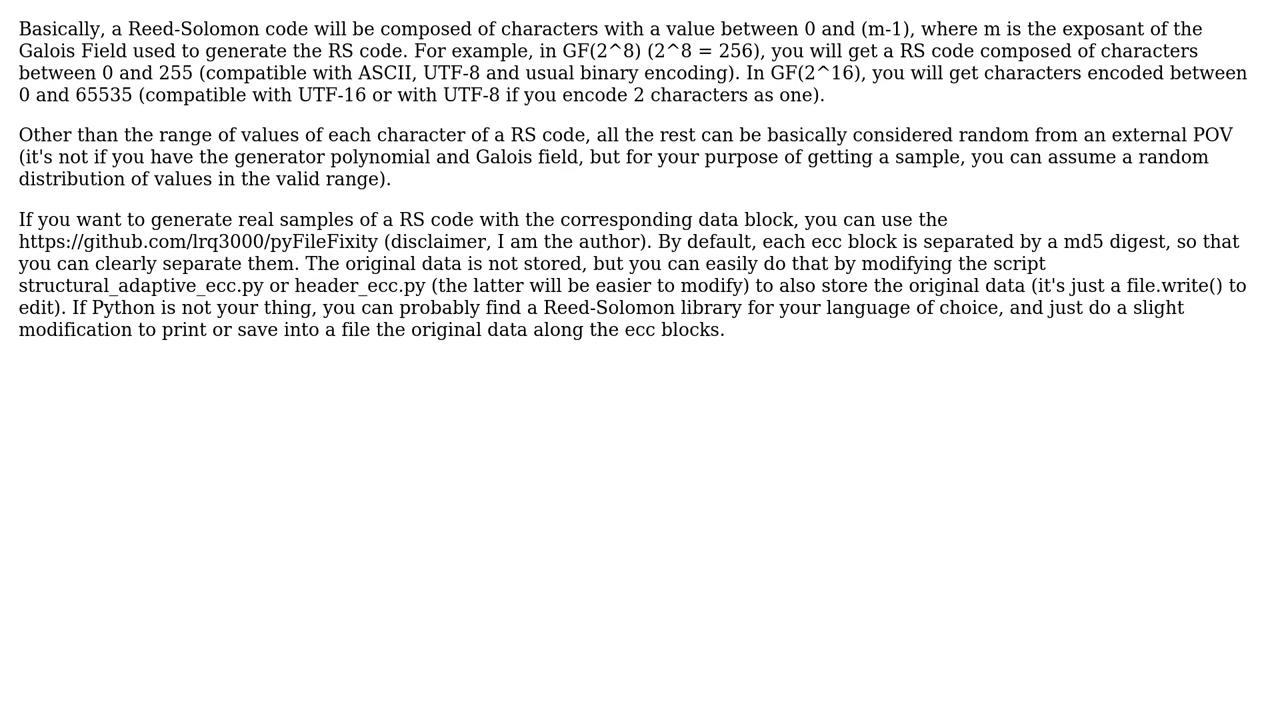 Basically, a Reed-Solomon code will be composed of characters with a value between 0 and (m-1), where m is the exposant of the
Galois Field used to generate the RS code. For example, in GF(2^8) (2^8 = 256), you will get a RS code composed of characters
between 0 and 255 (compatible with ASCII, UTF-8 and usual binary encoding). In GF(2^16), you will get characters encoded between
0 and 65535 (compatible with UTF-16 or with UTF-8 if you encode 2 characters as one).
Other than the range of values of each character of a RS code, all the rest can be basically considered random from an external POV
(it's not if you have the generator polynomial and Galois field, but for your purpose of getting a sample, you can assume a random
distribution of values in the valid range).
If you want to generate real samples of a RS code with the corresponding data block, you can use the
https://github.com/lrq3000/pyFileFixity (disclaimer, I am the author). By default, each ecc block is separated by a md5 digest, so that
you can clearly separate them. The original data is not stored, but you can easily do that by modifying the script
structural_adaptive_ecc.py or header_ecc.py (the latter will be easier to modify) to also store the original data (it's just a file.write() to
edit). If Python is not your thing, you can probably find a Reed-Solomon library for your language of choice, and just do a slight
modification to print or save into a file the original data along the ecc blocks.